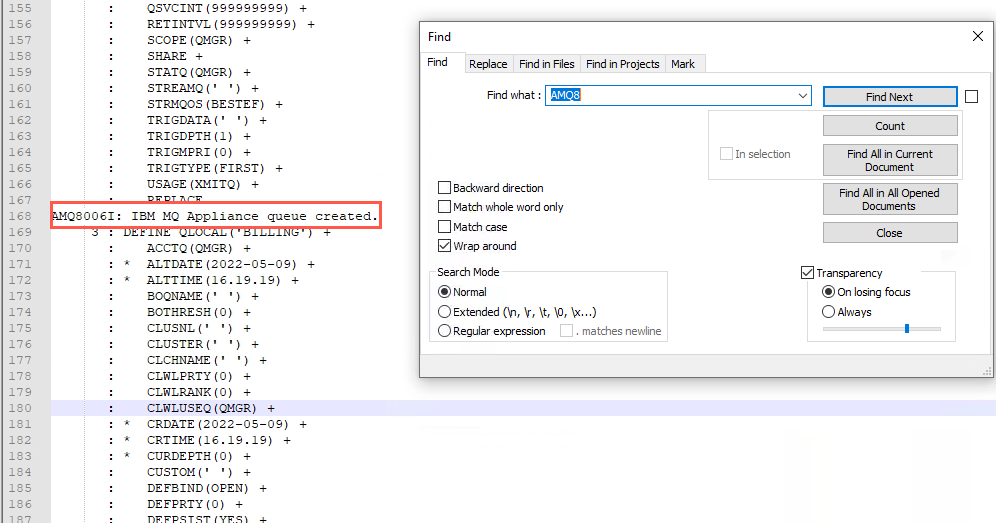 155 : QSVCINT(999999999) +
156 : RETINTVL(999999999) +
157 : SCOPE(QMGR) +
158 : SHARE +
159 : STATQ(QMGR) +
160 : STREAMQ(' ') +
161 : STRMQOS(BESTEF) +
162 : TRIGDATA(' ') +
163 : TRIGDPTH(1) +
164 : TRIGMPRI(0) +
165 : TRIGTYPE(FIRST) +
166 : USAGE(XMITQ) +
167 : REPLACE
168 AMQ8006I: IBM MQ Appliance queue created.
169 3 : DEFINE QLOCAL('BILLING') +
170 : ACCTQ(QMGR) +
171 : * ALTDATE(2022-05-09) +
172 : * ALTTIME(16.19.19) +
173 : BOQNAME(' ') +
174 : BOTHRESH(0) +
175 : CLUSNL(' ') +
176 : CLUSTER(' ') +
177 : CLCHNAME(' ') +
178 : CLWLPRTY(0) +
179 : CLWLRANK(0) +
180 : CLWLUSEQ(QMGR) +
181 : * CRDATE(2022-05-09) +
182 : * CRTIME(16.19.19) +
183 : * CURDEPTH(0) +
184 : CUSTOM(' ') +
185 : DEFBIND(OPEN) +
186 : DEFPRTY(0) +
187 : DEFPSIST(YES) +
Find
Find Replace Find in Files Find in Projects Mark
Find what : AMQ8
Find Next
Count
In selection
Find All in Current Document
Find All in All Opened Documents
Close
Backward direction
Match whole word only
Match case
Wrap around
Search Mode
Normal
Extended (\n, \r, \t, \0, \x...)
Regular expression . matches newline
Transparency
On losing focus
Always